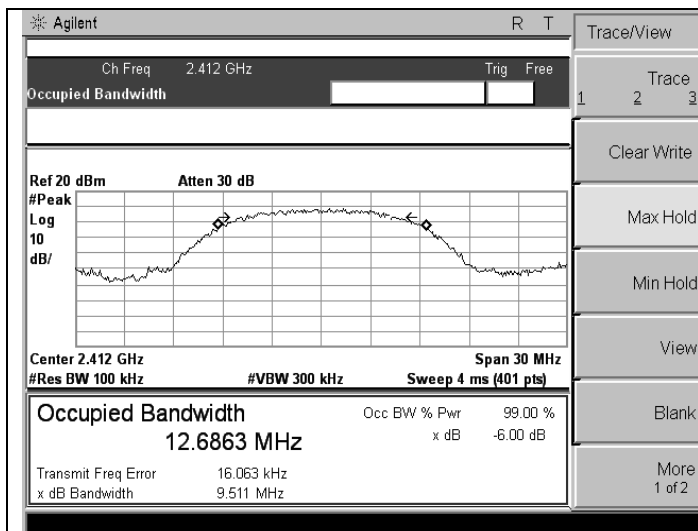 Agilent R T
Ch Freq 2.412 GHz Trig Free
Occupied Bandwidth
Ref 20 dBm Atten 30 dB
#Peak
Log
10
dB/
Center 2.412 GHz Span 30 MHz
#Res BW 100 kHz #VBW 300 kHz Sweep 4 ms (401 pts)
Occupied Bandwidth
12.6863 MHz
Occ BW % Pwr 99.00 %
x dB -6.00 dB
Transmit Freq Error 16.063 kHz
x dB Bandwidth 9.511 MHz
Trace/View
Trace
1 2 3
Clear Write
Max Hold
Min Hold
View
Blank
More
1 of 2